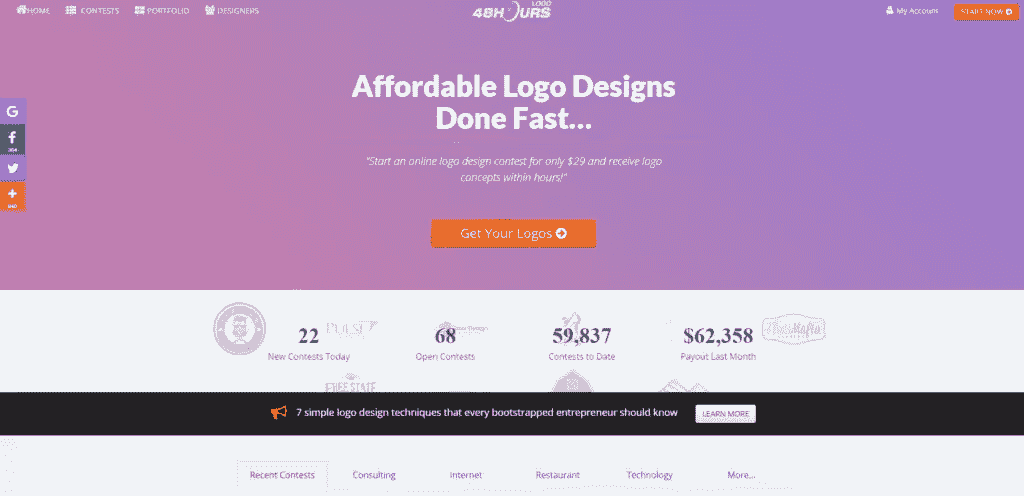 HOME CONTESTS PORTFOLIO DESIGNERS
48HOURS LOGO
My Account START NOW
Affordable Logo Designs
Done Fast...
"Start an online logo design contest for only $29 and receive logo
concepts within hours!"
Get Your Logos
22 68 59,837 $62,358
New Contests Today Open Contests Contests to Date Payout Last Month
FREE STATE
7 simple logo design techniques that every bootstrapped entrepreneur should know LEARN MORE
Recent Contests Consulting Internet Restaurant Technology More...